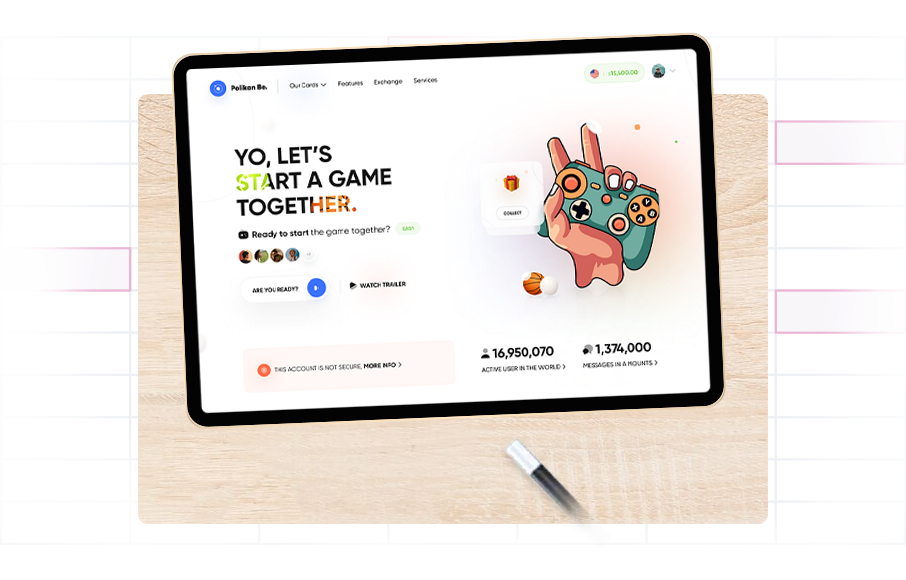 Pelikan Be.
Our Cards
Features
Exchange
Services
15,400.00
YO, LET'S
START A GAME
TOGETHER.
Ready to start the game together?
EASY
COLLECT
X
Y
A
B
ARE YOU READY?
WATCH TRAILER
THIS ACCOUNT IS NOT SECURE, MORE INFO
16,950,070
ACTIVE USER IN THE WORLD
1,374,000
MESSAGES IN A MOUNTS